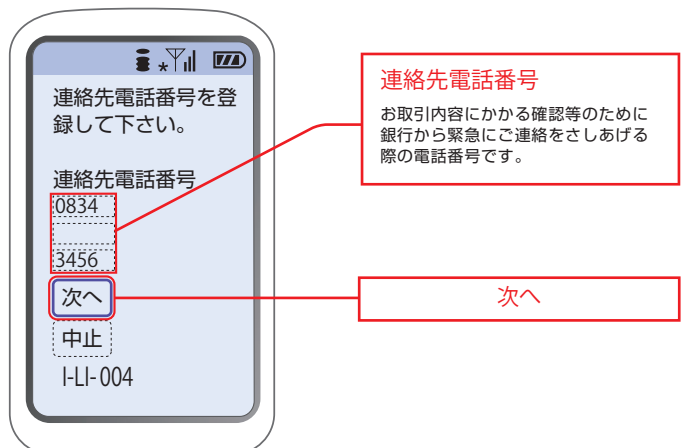 連絡先電話番号を登
録して下さい。
連絡先電話番号
0834
3456
次へ
中止
I-LI-004
連絡先電話番号
お取引内容にかかる確認等のために
銀行から緊急にご連絡をさしあげる
際の電話番号です。
次へ